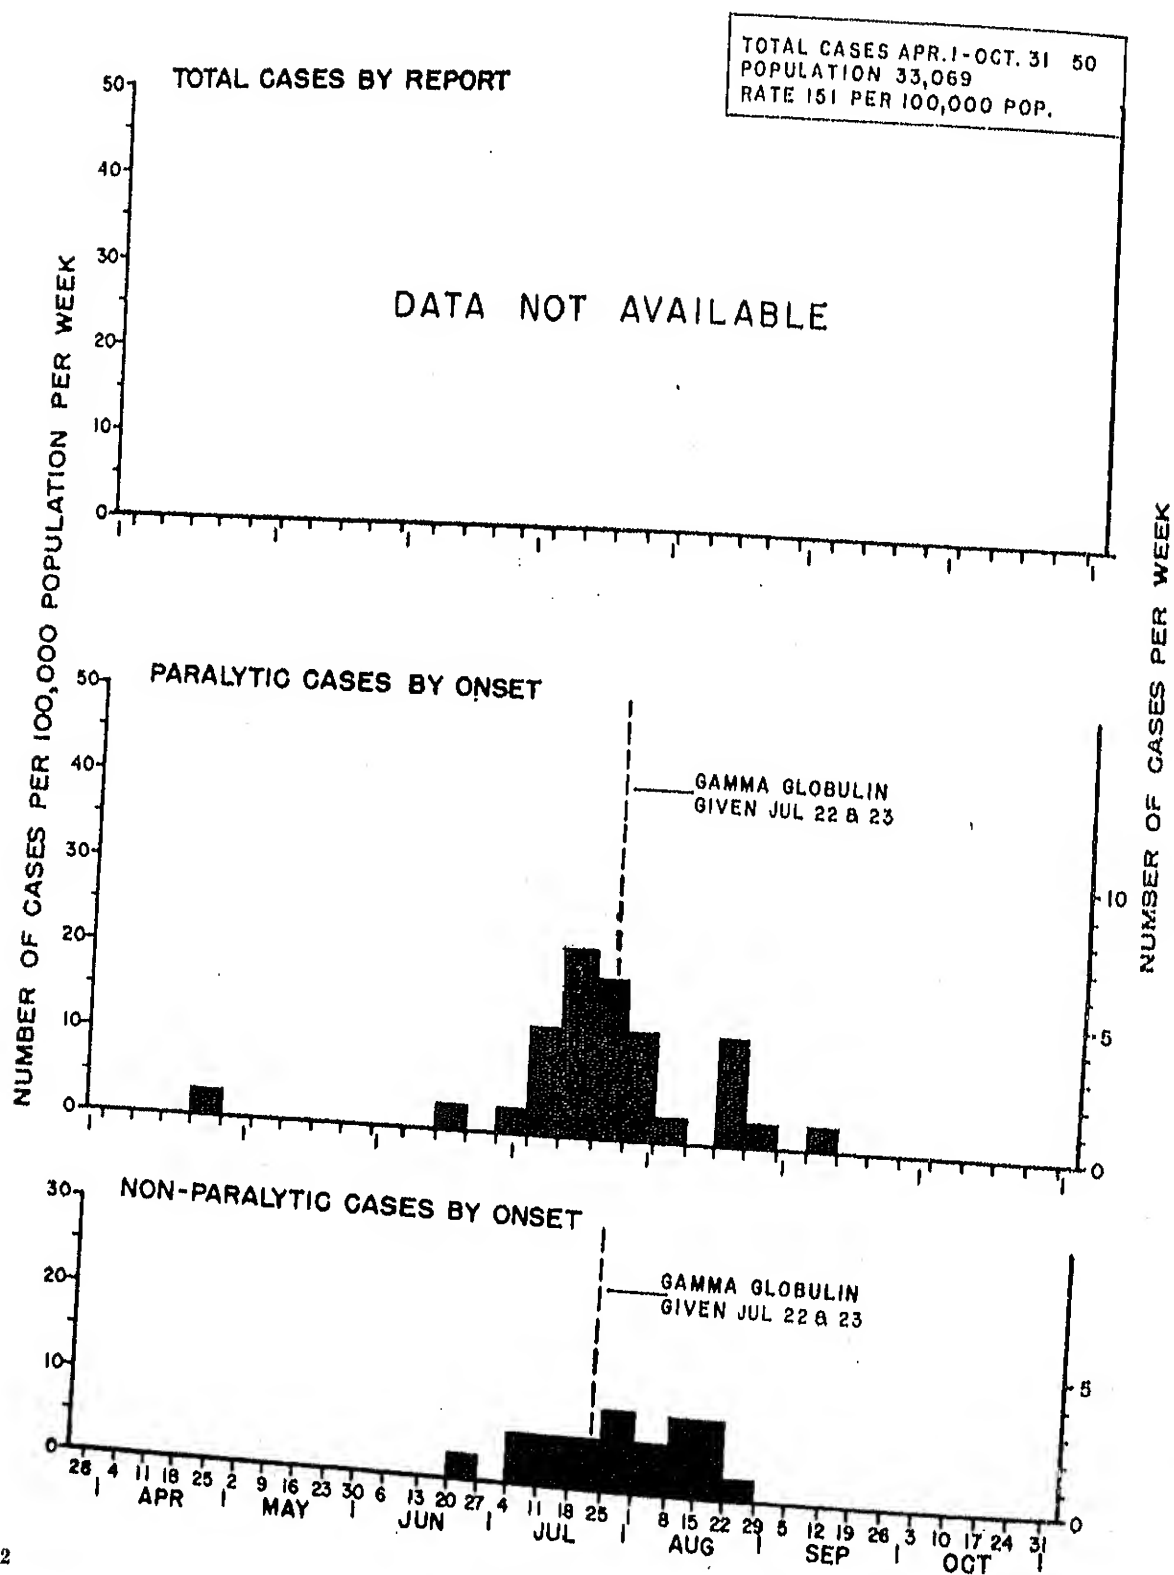 TOTAL CASES APR. 1 - OCT. 31 50
POPULATION 33,069
RATE 151 PER 100,000 POP.
TOTAL CASES BY REPORT
50
40
30
20
10
0
DATA NOT AVAILABLE
NUMBER OF CASES PER 100,000 POPULATION PER WEEK
NUMBER OF CASES PER WEEK
PARALYTIC CASES BY ONSET
50
40
30
20
10
0
GAMMA GLOBULIN
GIVEN JUL 22 & 23
10
5
0
NON-PARALYTIC CASES BY ONSET
30
20
10
0
GAMMA GLOBULIN
GIVEN JUL 22 & 23
5
0
28 4 11 18 25 2 9 16 23 30 6 13 20 27 4 11 18 25 1 8 15 22 29 5 12 19 26 3 10 17 24 31
APR MAY JUN JUL AUG SEP OCT
2